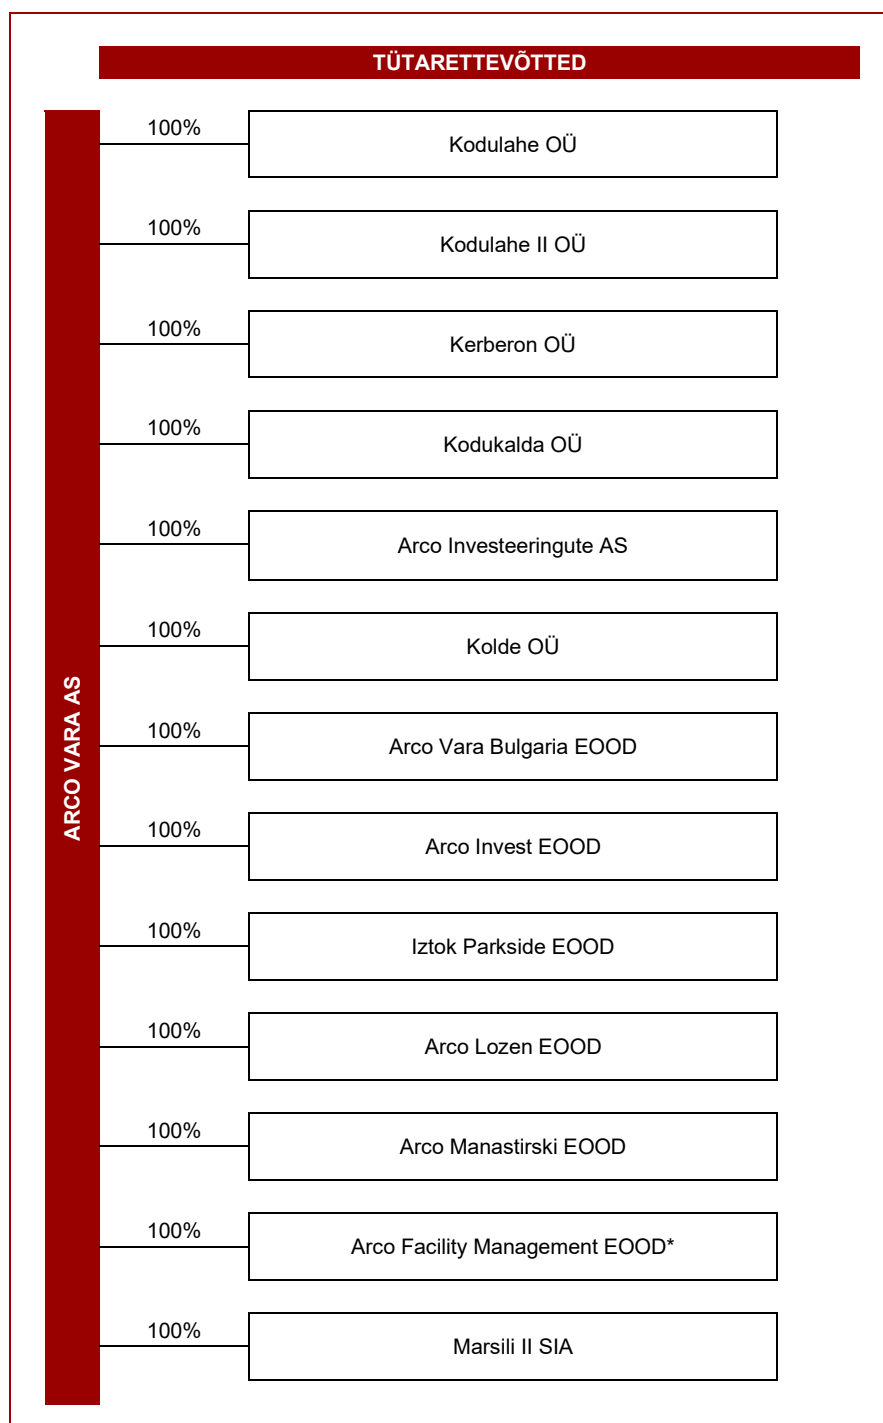 TÜTARETTEVÕTTED
ARCO VARA AS
100%
Kodulahe OÜ
100%
Kodulahe II OÜ
100%
Kerberon OÜ
100%
Kodukalda OÜ
100%
Arco Investeeringute AS
100%
Kolde OÜ
100%
Arco Vara Bulgaria EOOD
100%
Arco Invest EOOD
100%
Iztok Parkside EOOD
100%
Arco Lozen EOOD
100%
Arco Manastirski EOOD
100%
Arco Facility Management EOOD*
100%
Marsili II SIA